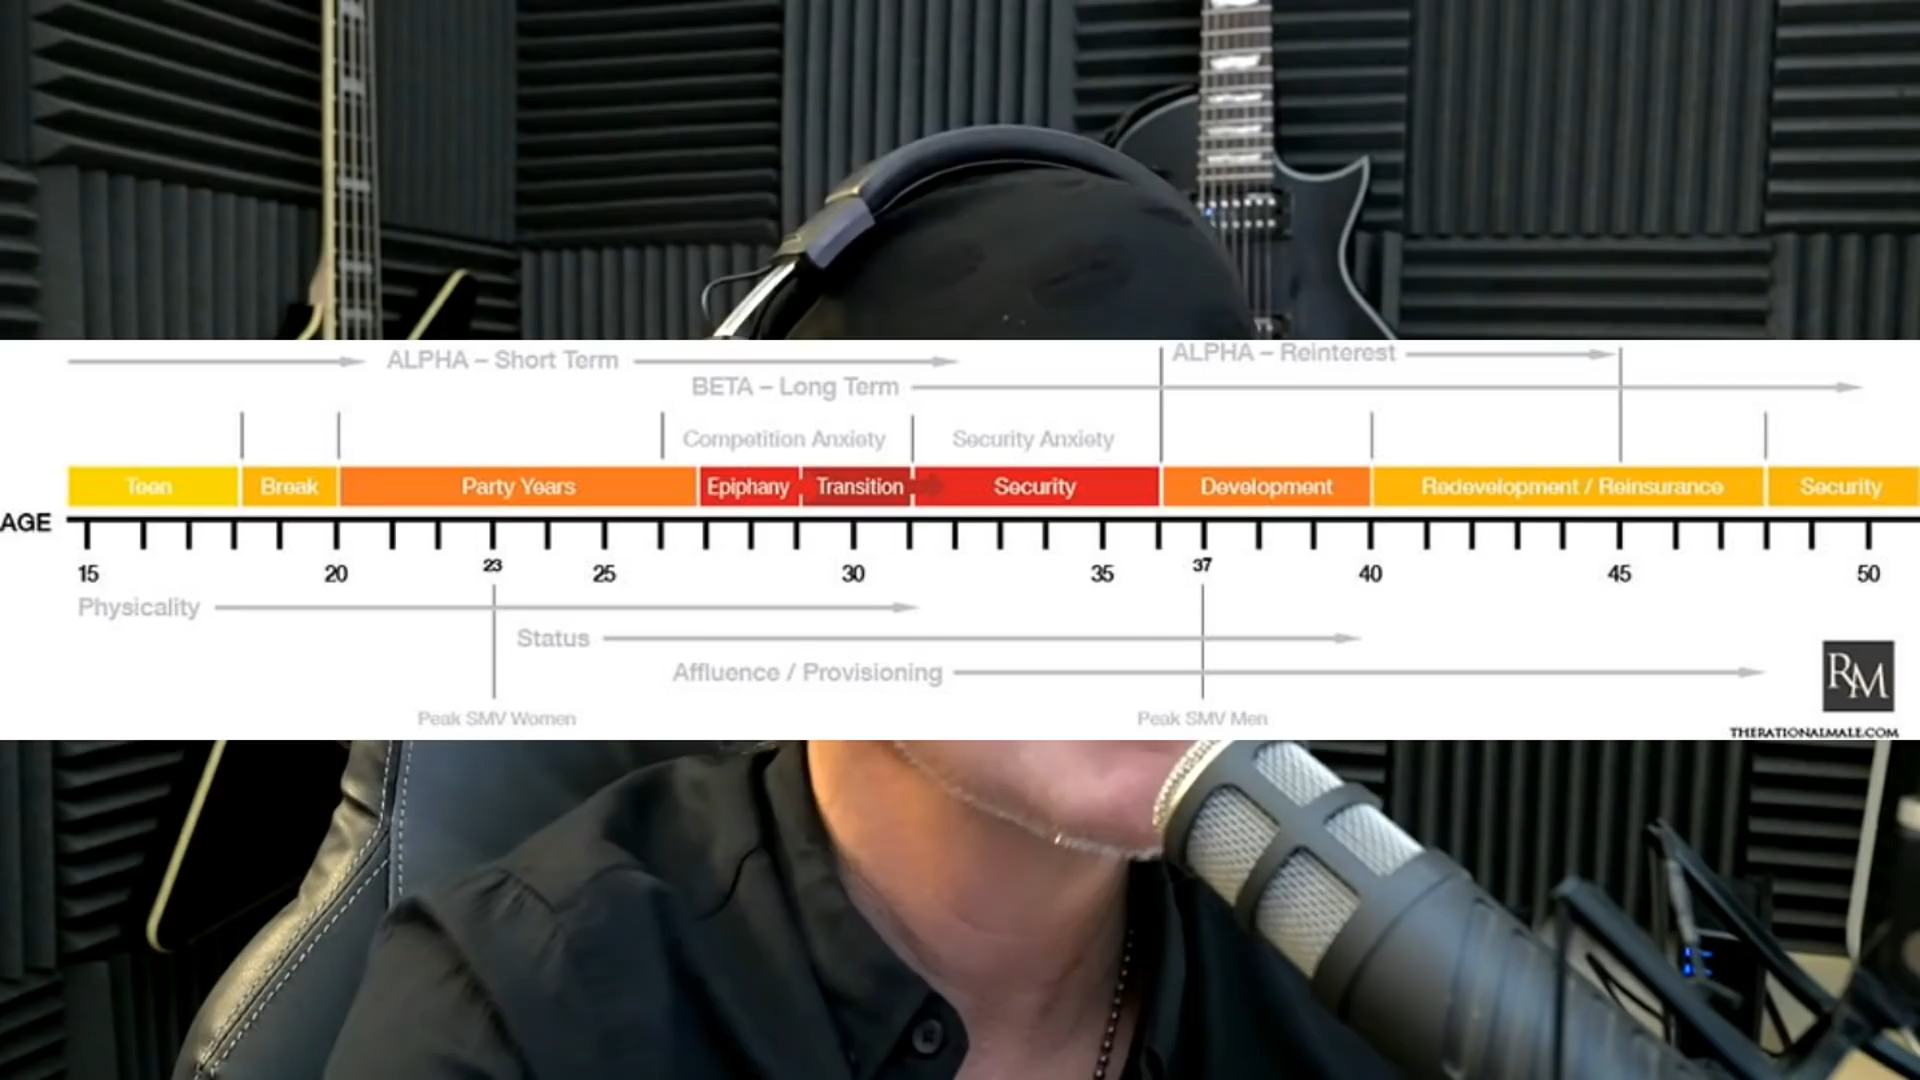 ALPHA – Short Term
ALPHA – Reinterest
BETA – Long Term
Competition Anxiety
Security Anxiety
Teen
Break
Party Years
Epiphany
Transition
Security
Development
Redevelopment / Reinsurance
Security
AGE
15
20
23
25
30
35
37
40
45
50
Physicality
Status
Affluence / Provisioning
Peak SMV Women
Peak SMV Men
RM
THERATIONALMALE.COM